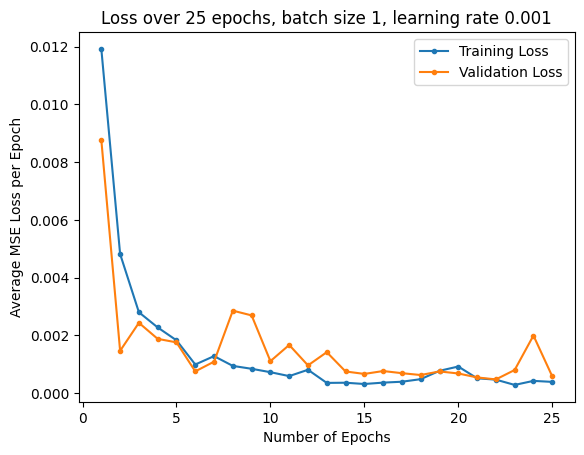 Loss over 25 epochs, batch size 1, learning rate 0.001
Training Loss
Validation Loss
Average MSE Loss per Epoch
0.012
0.010
0.008
0.006
0.004
0.002
0.000
0
5
10
15
20
25
Number of Epochs